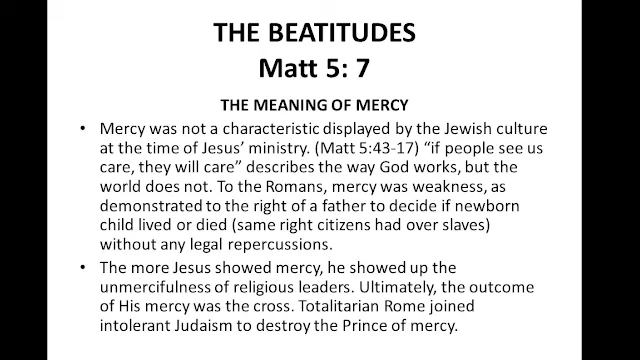 THE BEATITUDES
Matt 5: 7
THE MEANING OF MERCY
• Mercy was not a characteristic displayed by the Jewish culture
at the time of Jesus’ ministry. (Matt 5:43-17) “if people see us
care, they will care” describes the way God works, but the
world does not. To the Romans, mercy was weakness, as
demonstrated to the right of a father to decide if newborn
child lived or died (same right citizens had over slaves)
without any legal repercussions.
• The more Jesus showed mercy, he showed up the
unmercifulness of religious leaders. Ultimately, the outcome
of His mercy was the cross. Totalitarian Rome joined
intolerant Judaism to destroy the Prince of mercy.